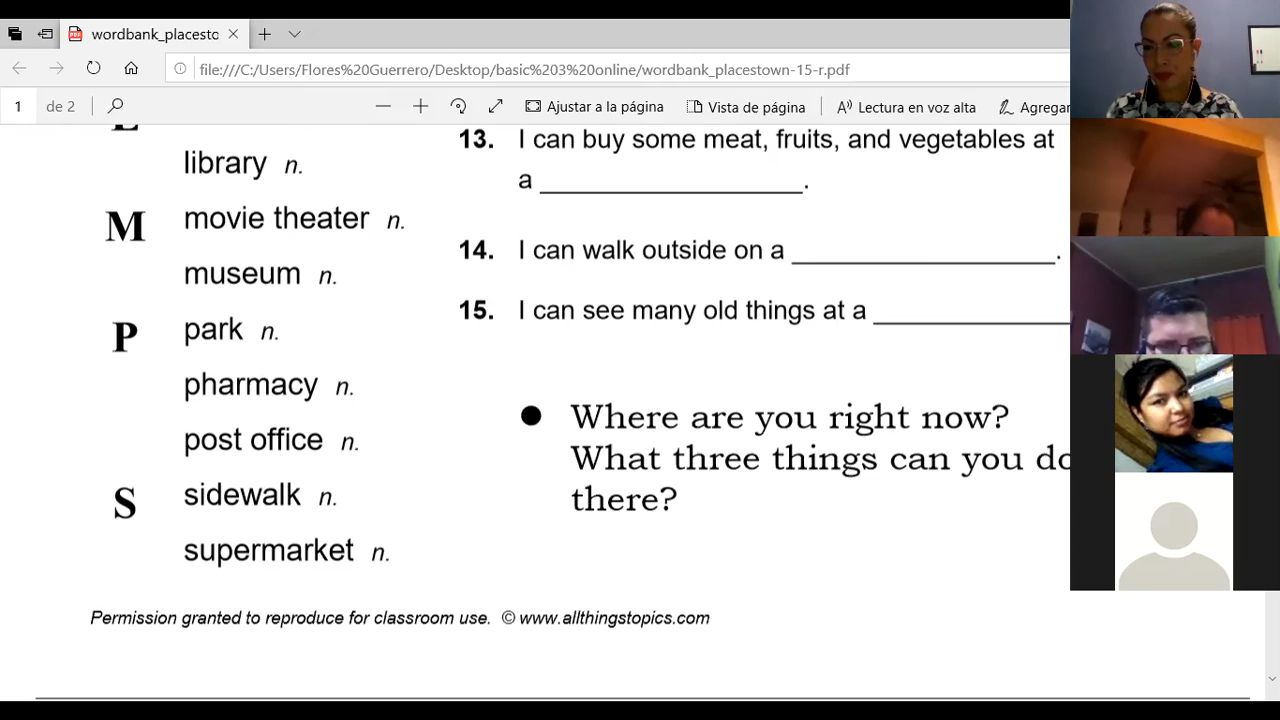 wordbank_placesto
file:///C:/Users/Flores%20Guerrero/Desktop/basic%203%20online/wordbank_placestown-15-r.pdf
1 de 2 Ajustar a la página Vista de página Lectura en voz alta Agregar
L
library n.
M movie theater n.
museum n.
P park n.
pharmacy n.
post office n.
S sidewalk n.
supermarket n.
13. I can buy some meat, fruits, and vegetables at
a ____________________.
14. I can walk outside on a ____________________.
15. I can see many old things at a _______________
● Where are you right now?
What three things can you do
there?
Permission granted to reproduce for classroom use. © www.allthingstopics.com